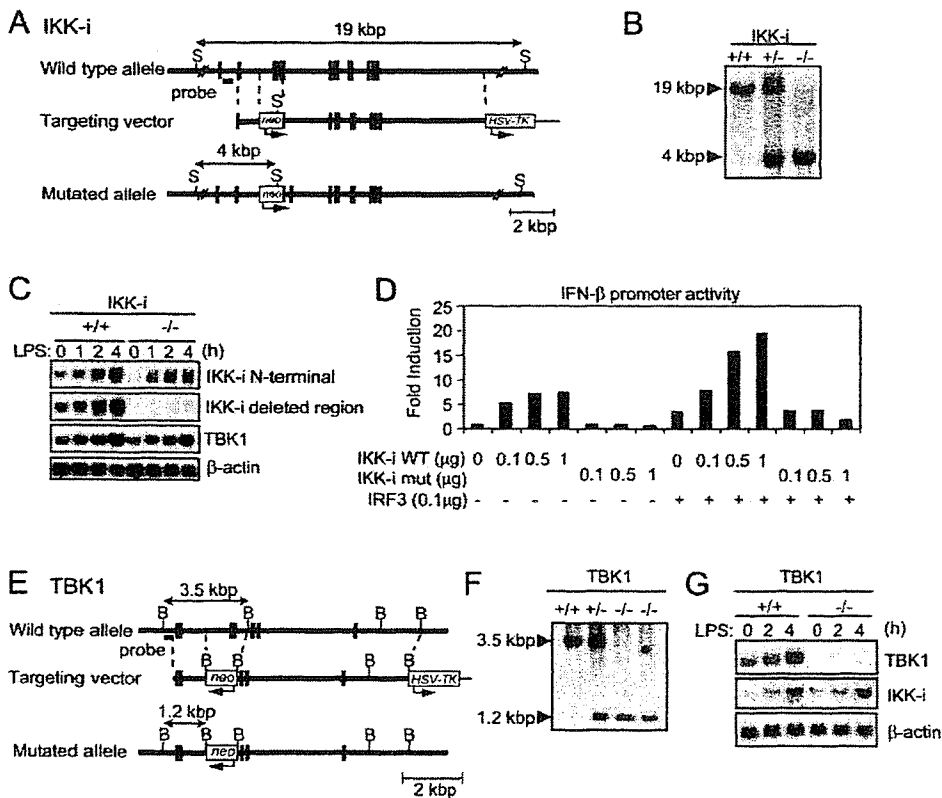 A IKK-i
19 kbp
S S
Wild type allele
probe
S
Targeting vector
neo HSV-TK
4 kbp
S S S
Mutated allele
neo
2 kbp
B
IKK-i
+/+ +/- -/-
19 kbp
4 kbp
C
IKK-i
+/+ -/-
LPS: 0 1 2 4 0 1 2 4 (h)
IKK-i N-terminal
IKK-i deleted region
TBK1
β-actin
D
IFN-β promoter activity
Fold Induction
25
20
15
10
5
0
IKK-i WT (μg) 0 0.1 0.5 1 0 0.1 0.5 1
IKK-i mut (μg) 0.1 0.5 1 0.1 0.5 1
IRF3 (0.1μg) - - - - - - - + + + + + + +
E TBK1
3.5 kbp
B B B B
Wild type allele
probe
B B B
Targeting vector
neo HSV-TK
1.2 kbp
B B B B B
Mutated allele
neo
2 kbp
F
TBK1
+/+ +/- -/- -/-
3.5 kbp
1.2 kbp
G
TBK1
+/+ -/-
LPS: 0 2 4 0 2 4 (h)
TBK1
IKK-i
β-actin